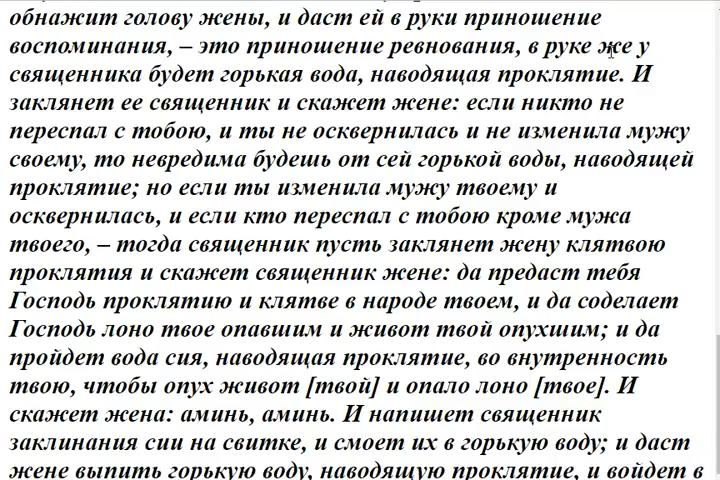 обнажит голову жены, и даст ей в руки приношение
воспоминания, – это приношение ревнования, в руке же у
священника будет горькая вода, наводящая проклятие. И
заклянет ее священник и скажет жене: если никто не
переспал с тобою, и ты не осквернилась и не изменила мужу
своему, то невредима будешь от сей горькой воды, наводящей
проклятие; но если ты изменила мужу твоему и
осквернилась, и если кто переспал с тобою кроме мужа
твоего, – тогда священник пусть заклянет жену клятвою
проклятия и скажет священник жене: да предаст тебя
Господь проклятию и клятве в народе твоем, и да соделает
Господь лоно твое опавшим и живот твой опухшим; и да
пройдет вода сия, наводящая проклятие, во внутренность
твою, чтобы опух живот [твой] и опало лоно [твое]. И
скажет жена: аминь, аминь. И напишет священник
заклинания сии на свитке, и смоет их в горькую воду; и даст
жене выпить горькую воду, наводящую проклятие, и войдет в